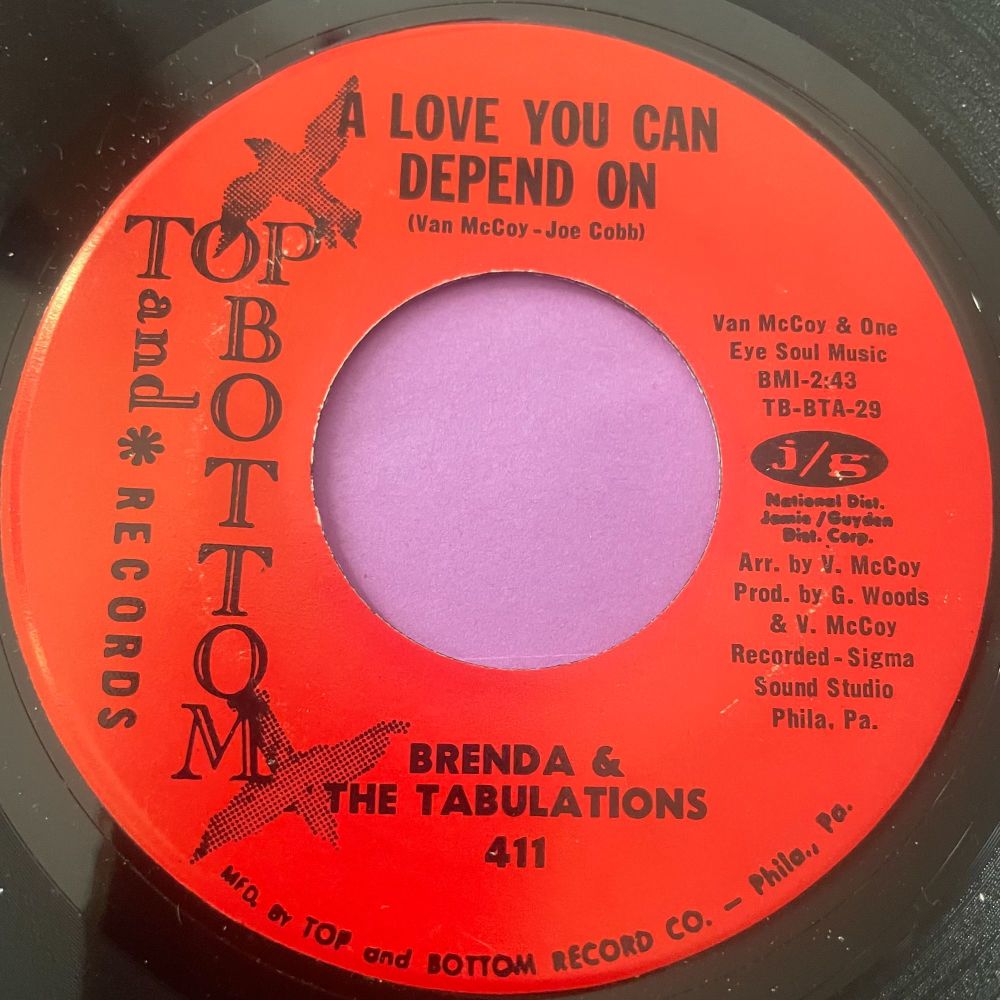 A LOVE YOU CAN
DEPEND ON
(Van McCoy-Joe Cobb)
TOP
and
BOTTOM
RECORDS
Van McCoy & One
Eye Soul Music
BMI-2:43
TB-BTA-29
j/g
National Dist.
Jamie/Guyden
Dist. Corp.
Arr. by V. McCoy
Prod. by G. Woods
& V. McCoy
Recorded-Sigma
Sound Studio
Phila, Pa.
BRENDA &
THE TABULATIONS
411
MFD. BY TOP and BOTTOM RECORD CO. - Phila., Pa.